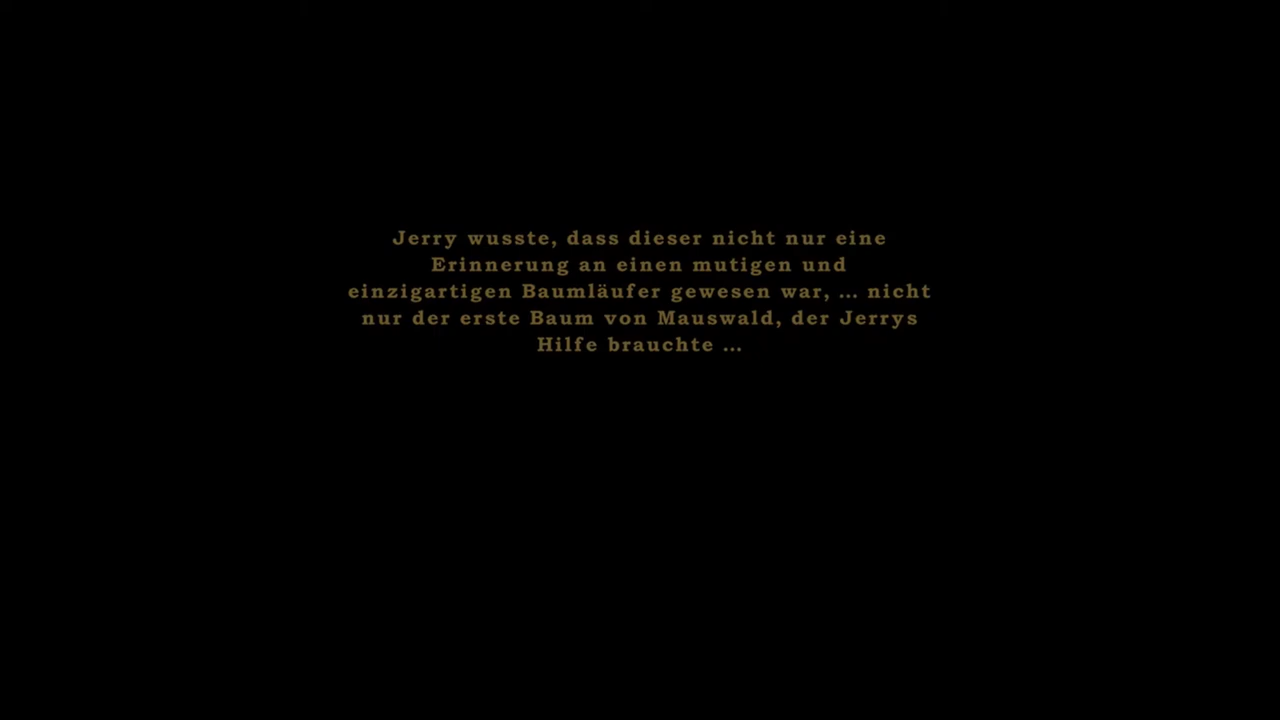 Jerry wusste, dass dieser nicht nur eine
Erinnerung an einen mutigen und
einzigartigen Baumläufer gewesen war, ... nicht
nur der erste Baum von Mauswald, der Jerrys
Hilfe brauchte ...